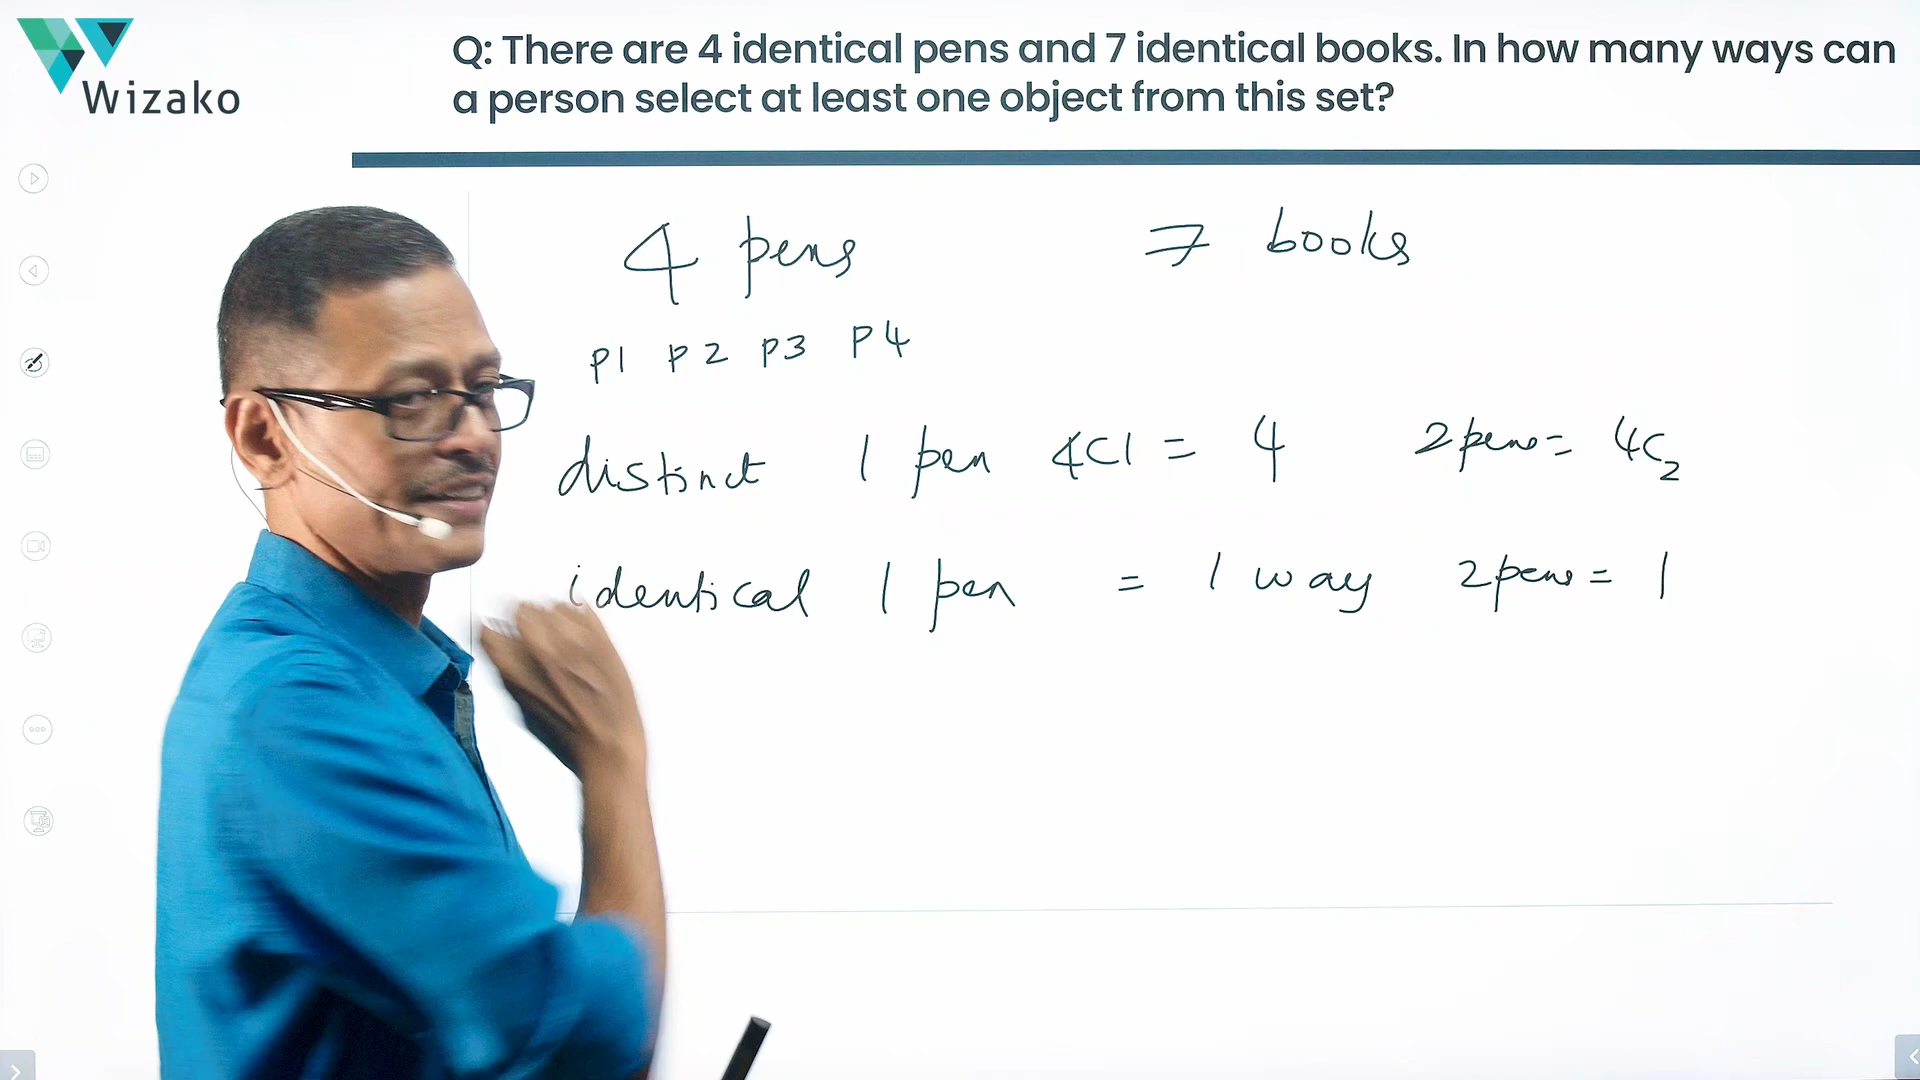 Wizako
Q: There are 4 identical pens and 7 identical books. In how many ways can
a person select at least one object from this set?
4 pens 7 books
P1 P2 P3 P4
distinct 1 pen 4C1 = 4 2 pens = 4C2
identical 1 pen = 1 way 2 pens = 1